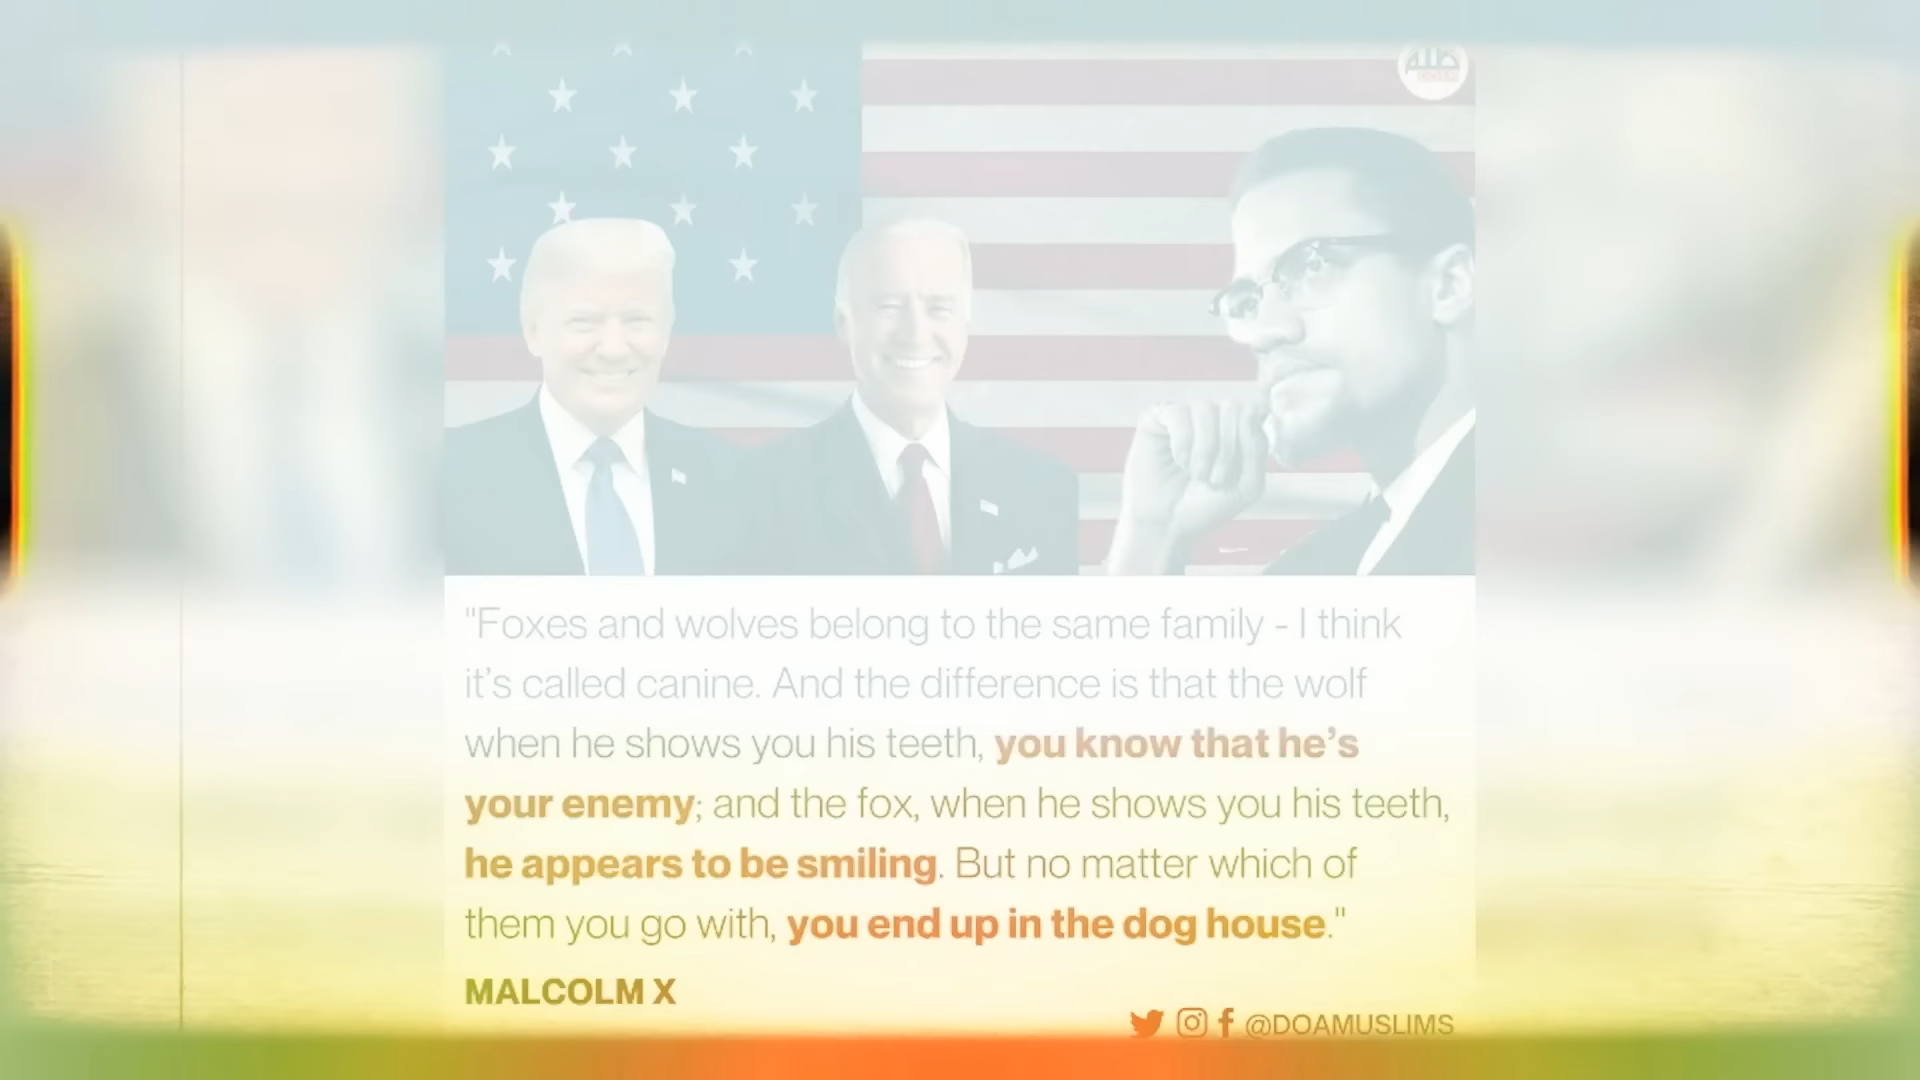 "Foxes and wolves belong to the same family - I think
it's called canine. And the difference is that the wolf
when he shows you his teeth, you know that he's
your enemy; and the fox, when he shows you his teeth,
he appears to be smiling. But no matter which of
them you go with, you end up in the dog house."
MALCOLM X
@DOAMUSLIMS